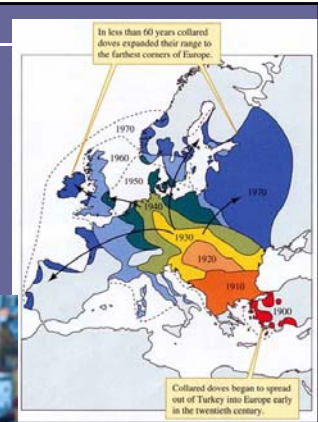 In less than 60 years collared
doves expanded their range to
the farthest corners of Europe.
1970
1960
1950
1940
1970
1930
1920
1910
1900
Collared doves began to spread
out of Turkey into Europe early
in the twentieth century.